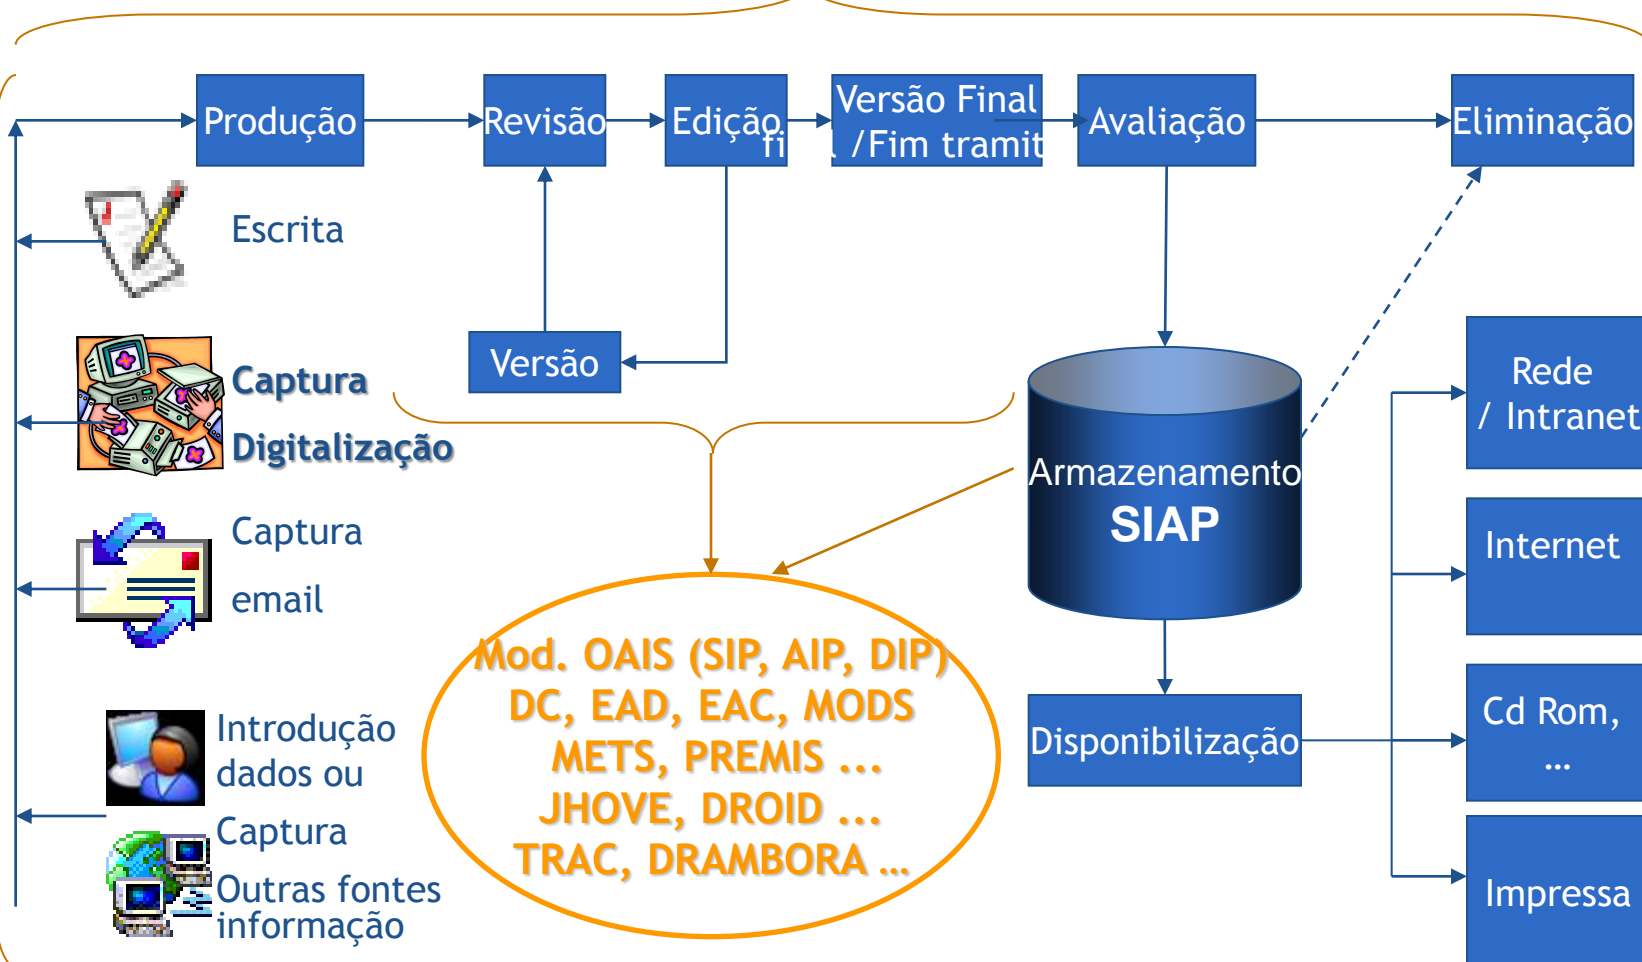 Produção
Revisão
Edição
Versão Final
/Fim tramit
Avaliação
Eliminação
Escrita
Versão
Captura
Digitalização
Captura
email
Introdução
dados ou
Captura
Outras fontes
informação
Mod. OAIS (SIP, AIP, DIP)
DC, EAD, EAC, MODS
METS, PREMIS ...
JHOVE, DROID ...
TRAC, DRAMBORA …
Armazenamento
SIAP
Disponibilização
Rede
/ Intranet
Internet
Cd Rom,
…
Impressa